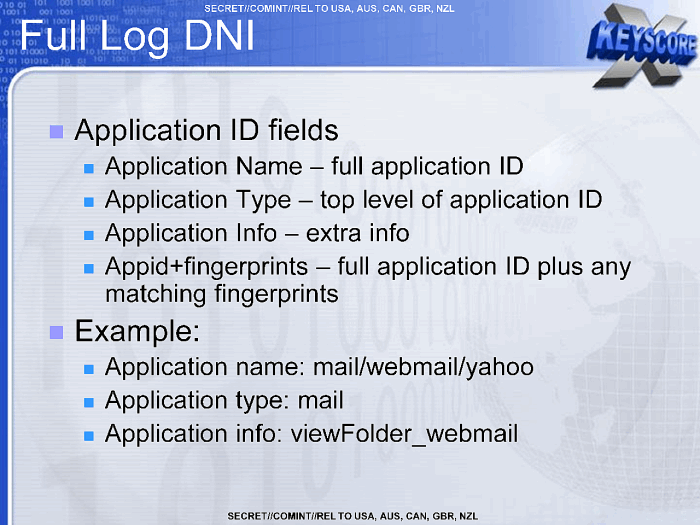 SECRET//COMINT//REL TO USA, AUS, CAN, GBR, NZL
Full Log DNI
X KEYSCORE
Application ID fields
Application Name – full application ID
Application Type – top level of application ID
Application Info – extra info
Appid+fingerprints – full application ID plus any
matching fingerprints
Example:
Application name: mail/webmail/yahoo
Application type: mail
Application info: viewFolder_webmail
SECRET//COMINT//REL TO USA, AUS, CAN, GBR, NZL